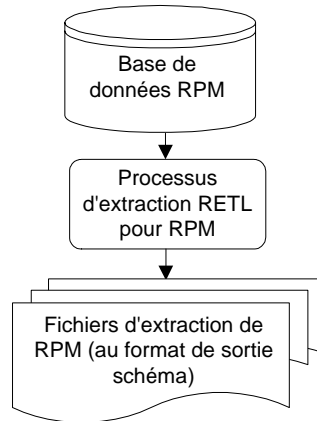 Base de
données RPM
Processus
d'extraction RETL
pour RPM
Fichiers d'extraction de
RPM (au format de sortie
schéma)